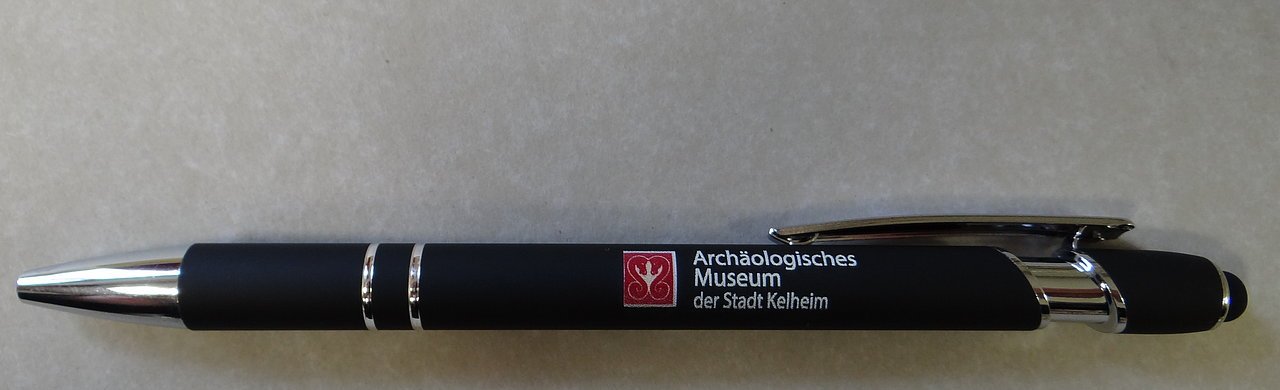 Archäologisches
Museum
der Stadt Kelheim